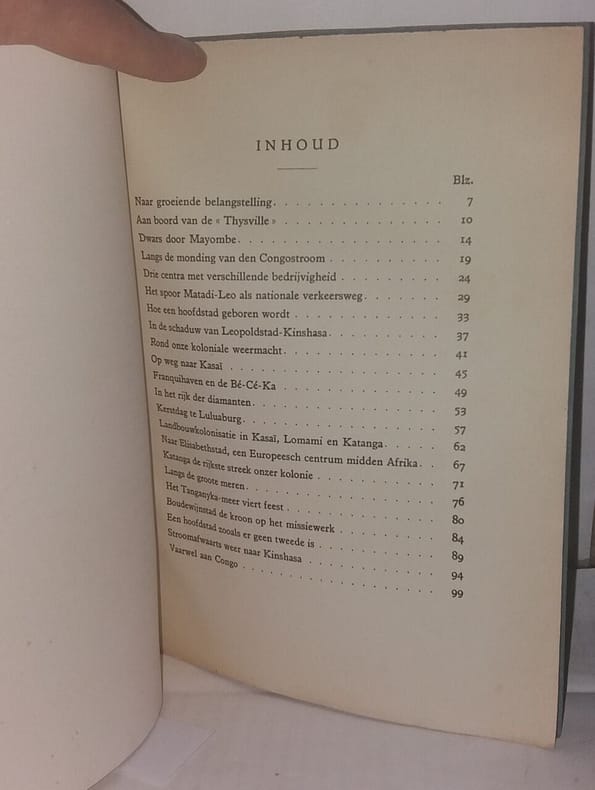 INHOUD
Blz.
Naar groeiende belangstelling. . . . . . . . . . . . . . . 7
Aan boord van de « Thysville » . . . . . . . . . . . . . . 10
Dwars door Mayombe. . . . . . . . . . . . . . . . . 14
Langs de monding van den Congostroom . . . . . . . . . . 19
Drie centra met verschillende bedrijvigheid . . . . . . . . . 24
Het spoor Matadi-Leo als nationale verkeersweg. . . . . . . 29
Hoe een hoofdstad geboren wordt . . . . . . . . . . . . . 33
In de schaduw van Leopoldstad-Kinshasa. . . . . . . . . . 37
Rond onze koloniale weermacht. . . . . . . . . . . . . . 41
Op weg naar Kasaï . . . . . . . . . . . . . . . . . . 45
Franquihaven en de Bé-Cé-Ka . . . . . . . . . . . . . . 49
In het rijk der diamanten. . . . . . . . . . . . . . . . 53
Kerstdag te Luluaburg. . . . . . . . . . . . . . . . . 57
Landbouwkolonisatie in Kasaï, Lomami en Katanga. . . . . 62
Naar Elisabethstad, een Europeesch centrum midden Afrika. . 67
Katanga de rijkste streek onzer kolonie . . . . . . . . . . 71
Langs de groote meren. . . . . . . . . . . . . . . . . 76
Het Tanganyka-meer viert feest . . . . . . . . . . . . . 80
Boudewijnstad de kroon op het missiewerk . . . . . . . . 84
Een hoofdstad zooals er geen tweede is . . . . . . . . . . 89
Stroomafwaarts weer naar Kinshasa . . . . . . . . . . . 94
Vaarwel aan Congo . . . . . . . . . . . . . . . . . 99